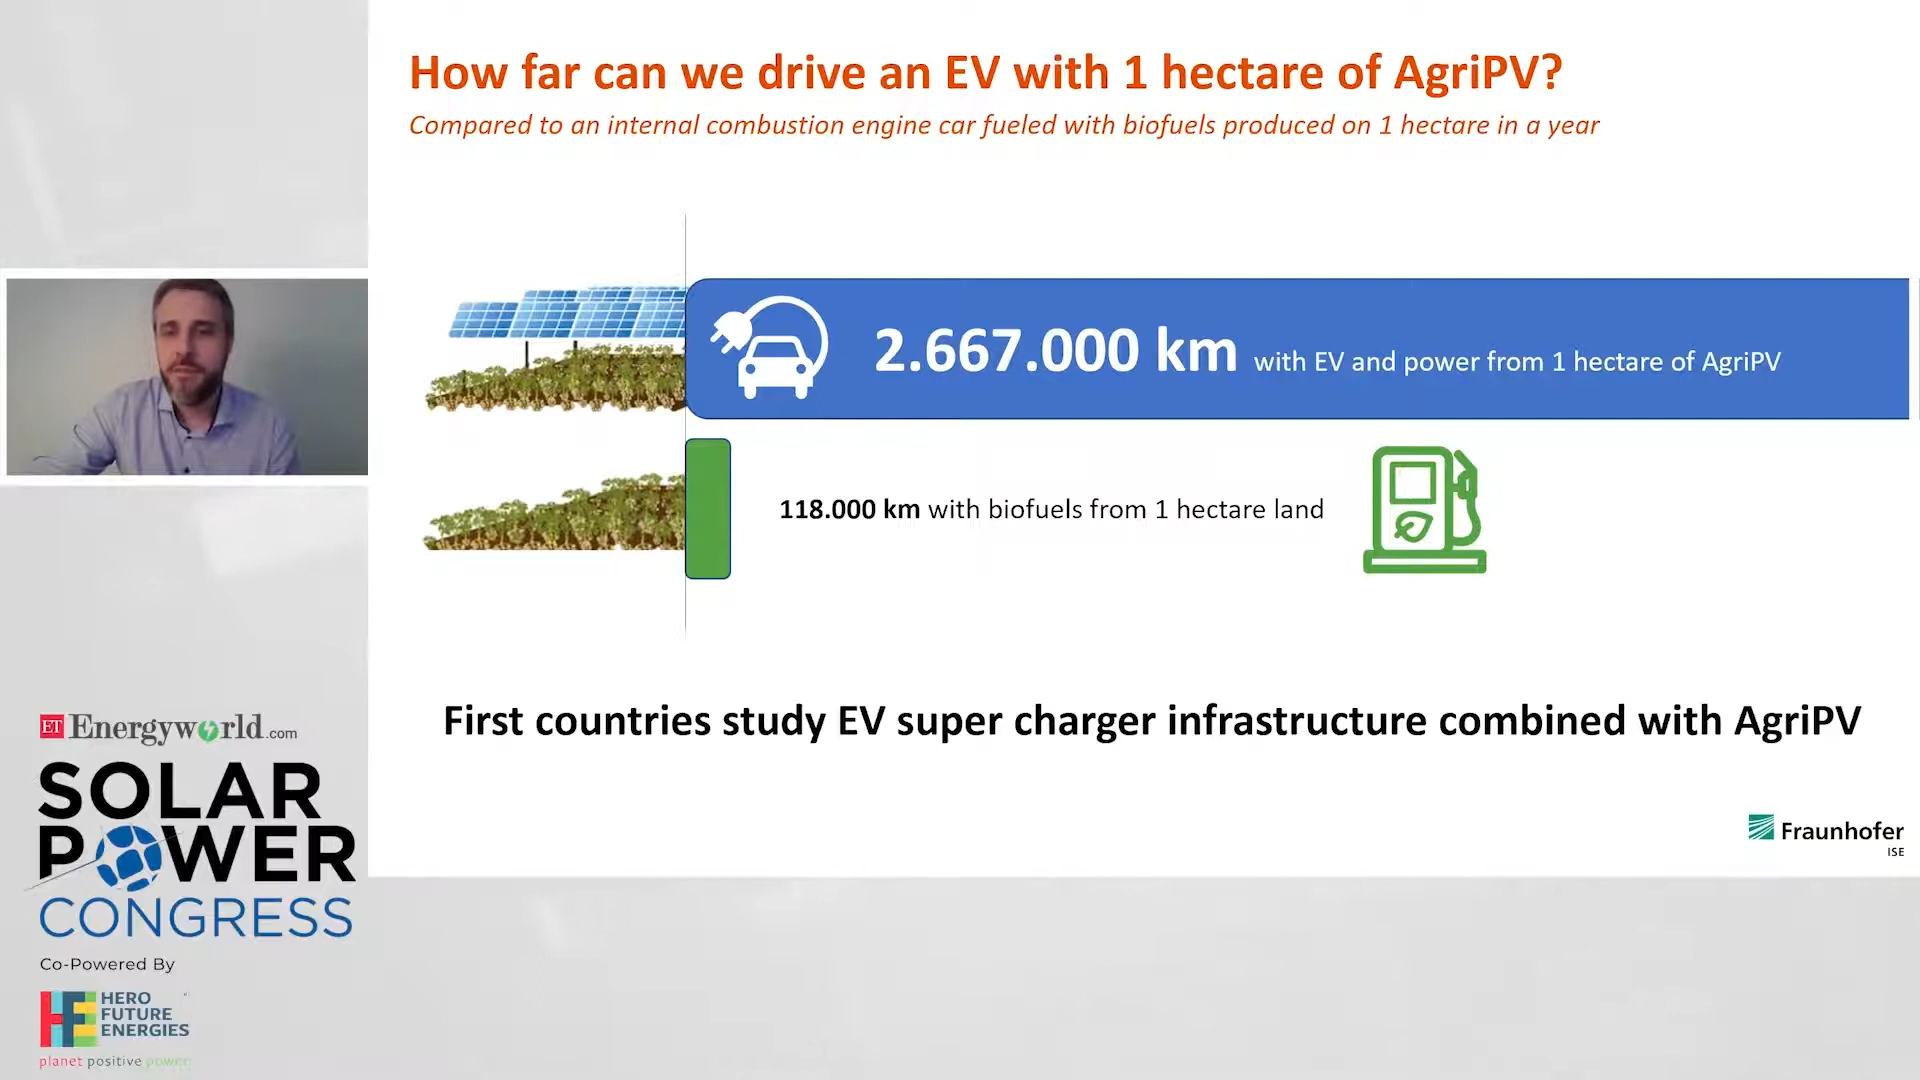 How far can we drive an EV with 1 hectare of AgriPV?
Compared to an internal combustion engine car fueled with biofuels produced on 1 hectare in a year
2.667.000 km with EV and power from 1 hectare of AgriPV
118.000 km with biofuels from 1 hectare land
First countries study EV super charger infrastructure combined with AgriPV
Fraunhofer
ISE
ET Energyworld.com
SOLAR
POWER
CONGRESS
Co-Powered By
HFE
HERO
FUTURE
ENERGIES
planet positive power